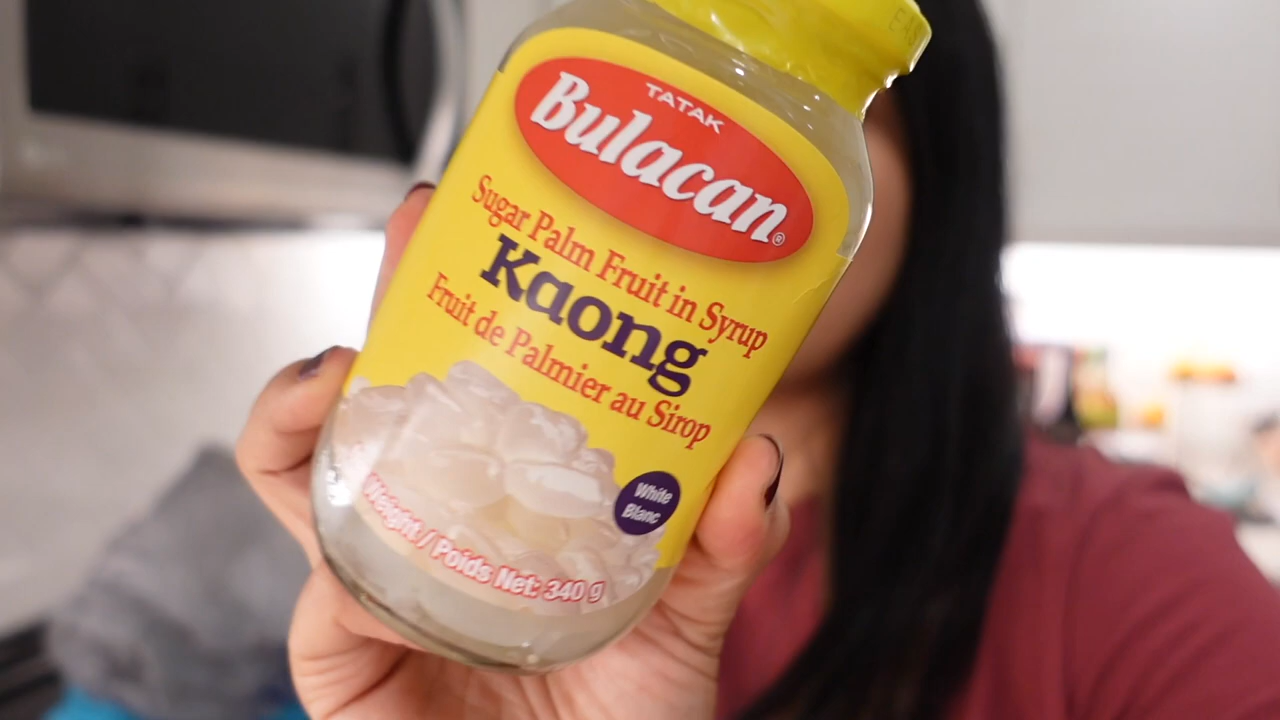 TATAK
Bulacan®
Sugar Palm Fruit in Syrup
Kaong
Fruit de Palmier au Sirop
White
Blanc
Weight / Poids Net: 340 g